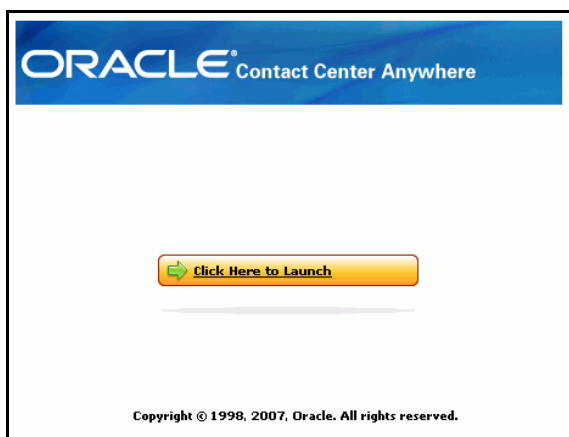 ORACLE® Contact Center Anywhere
Click Here to Launch
Copyright © 1998, 2007, Oracle. All rights reserved.